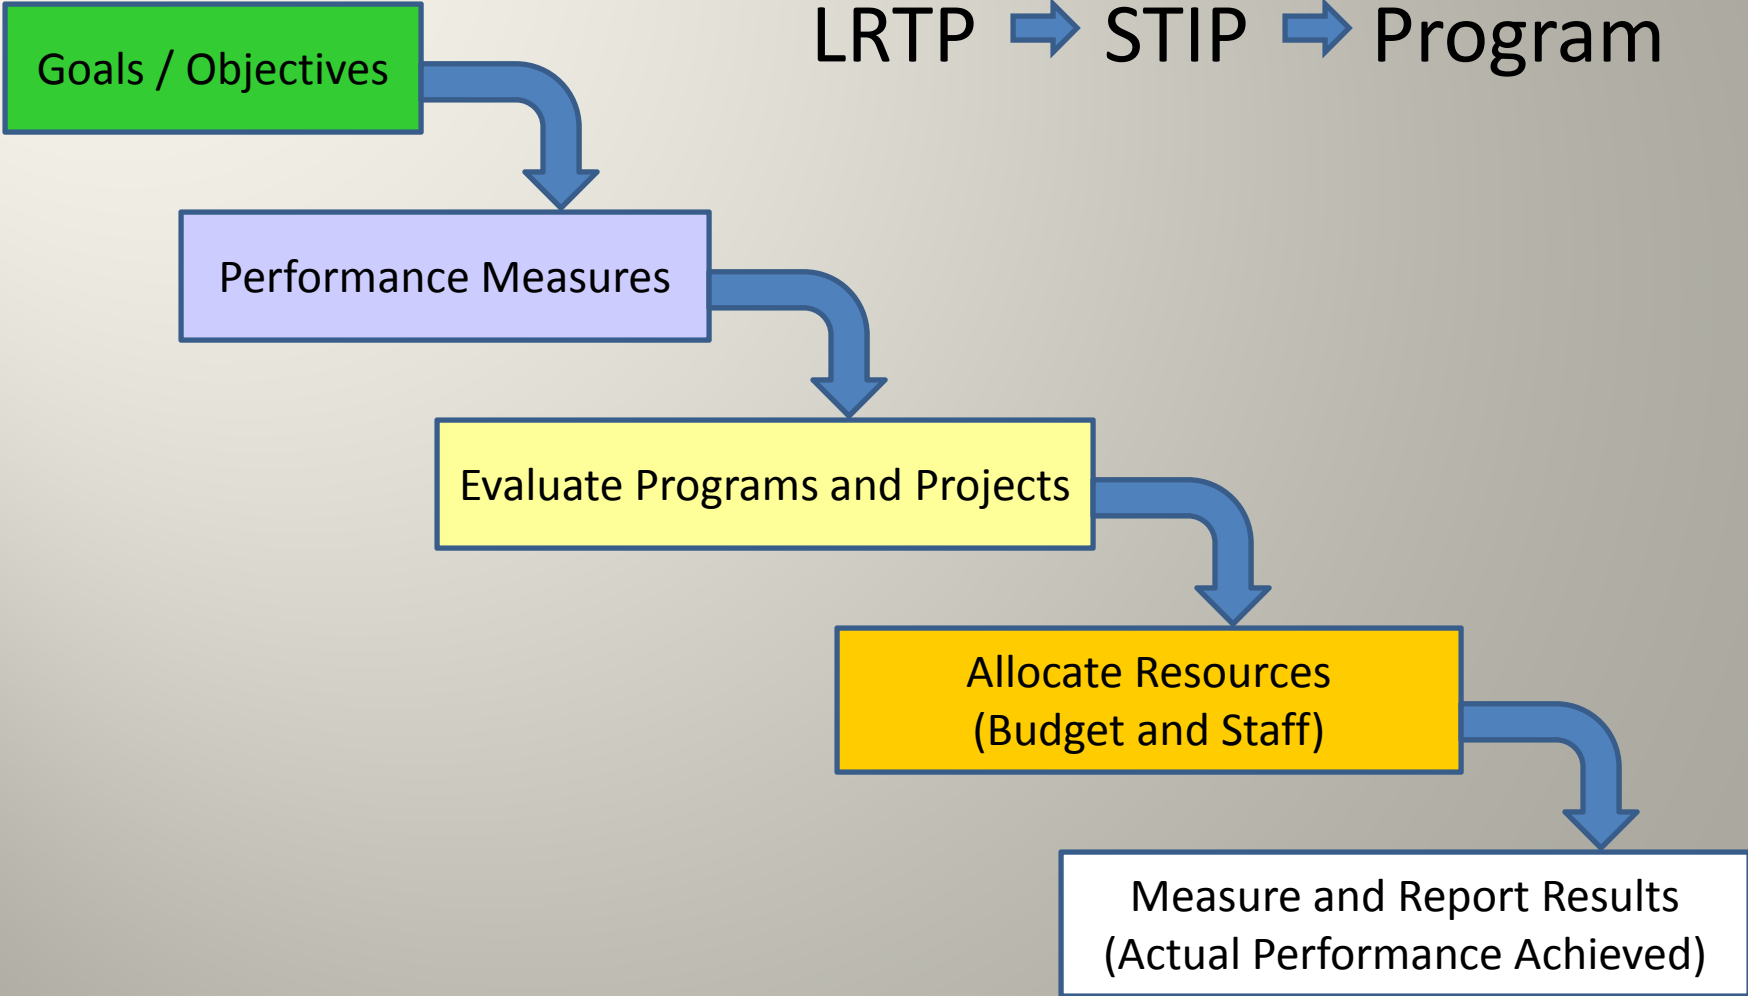 LRTP STIP Program
Goals / Objectives
Performance Measures
Evaluate Programs and Projects
Allocate Resources
(Budget and Staff)
Measure and Report Results
(Actual Performance Achieved)